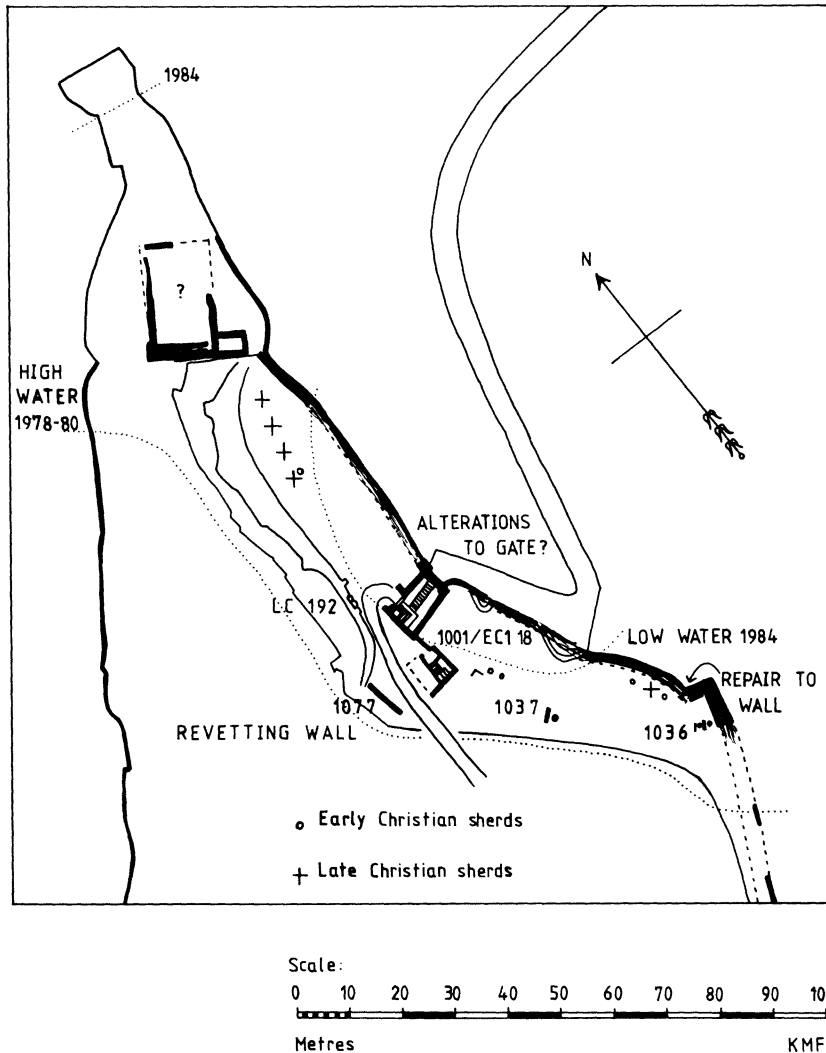 1984
N
?
HIGH
WATER
1978-80
ALTERATIONS
TO GATE?
LC 192
1001/EC1 18
LOW WATER 1984
1077
1037
REPAIR TO
WALL
REVETTING WALL
1036
Early Christian sherds
Late Christian sherds
Scale:
0 10 20 30 40 50 60 70 80 90 10
Metres
KMF